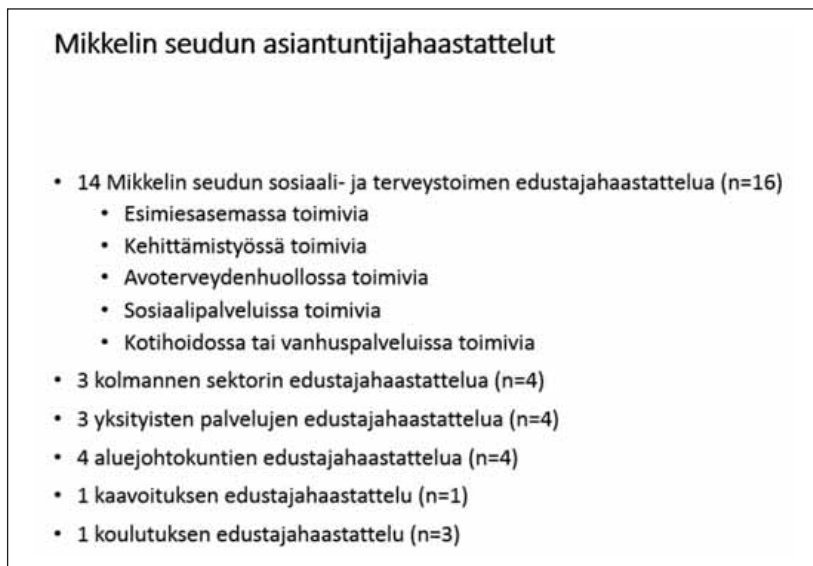 Mikkelin seudun asiantuntijahaastattelut
• 14 Mikkelin seudun sosiaali- ja terveystoimen edustajahaastattelua (n=16)
• Esimiesasemassa toimivia
• Kehittämistyössä toimivia
• Avoterveydenhuollossa toimivia
• Sosiaalipalveluissa toimivia
• Kotihoidossa tai vanhuspalveluissa toimivia
• 3 kolmannen sektorin edustajahaastattelua (n=4)
• 3 yksityisten palvelujen edustajahaastattelua (n=4)
• 4 aluejohtokuntien edustajahaastattelua (n=4)
• 1 kaavoituksen edustajahaastattelu (n=1)
• 1 koulutuksen edustajahaastattelu (n=3)